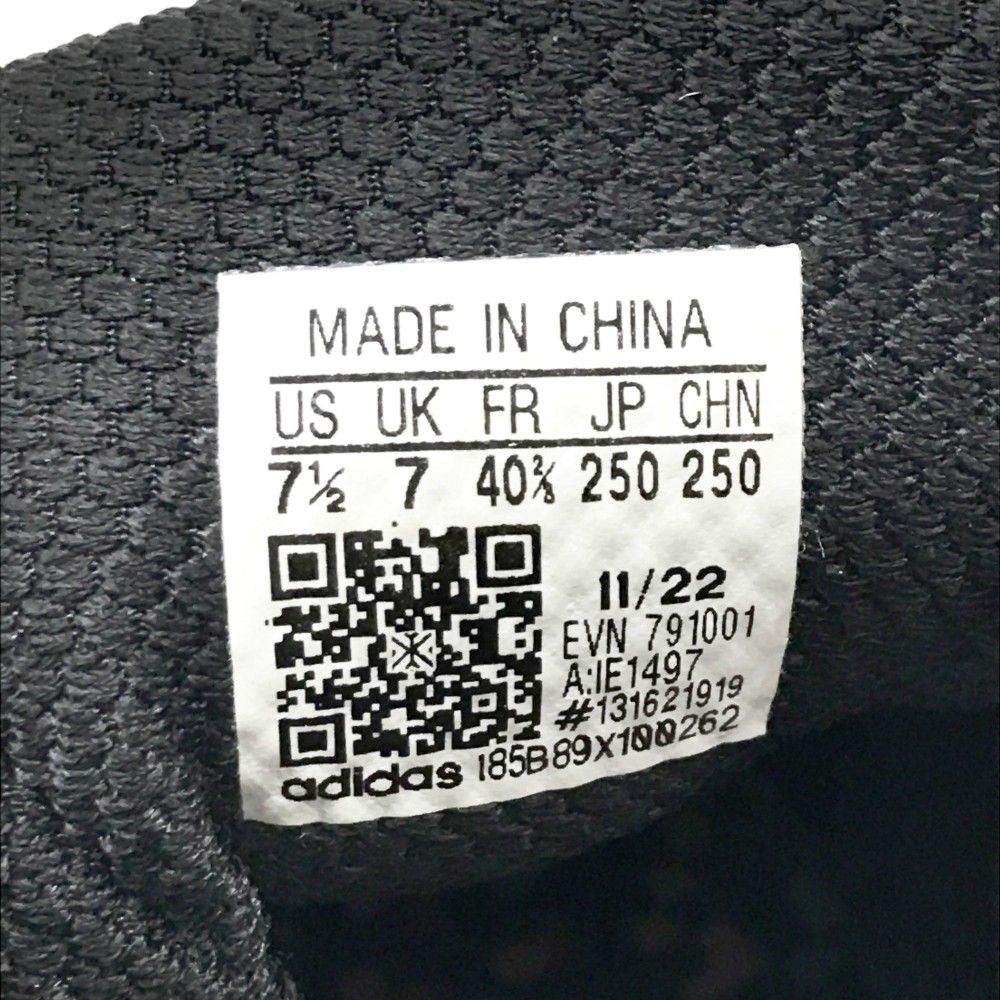 MADE IN CHINA
US UK FR JP CHN
7½ 7 40⅔ 250 250
11/22
EVN 791001
A:IE1497
#131621919
adidas 185B89X100262